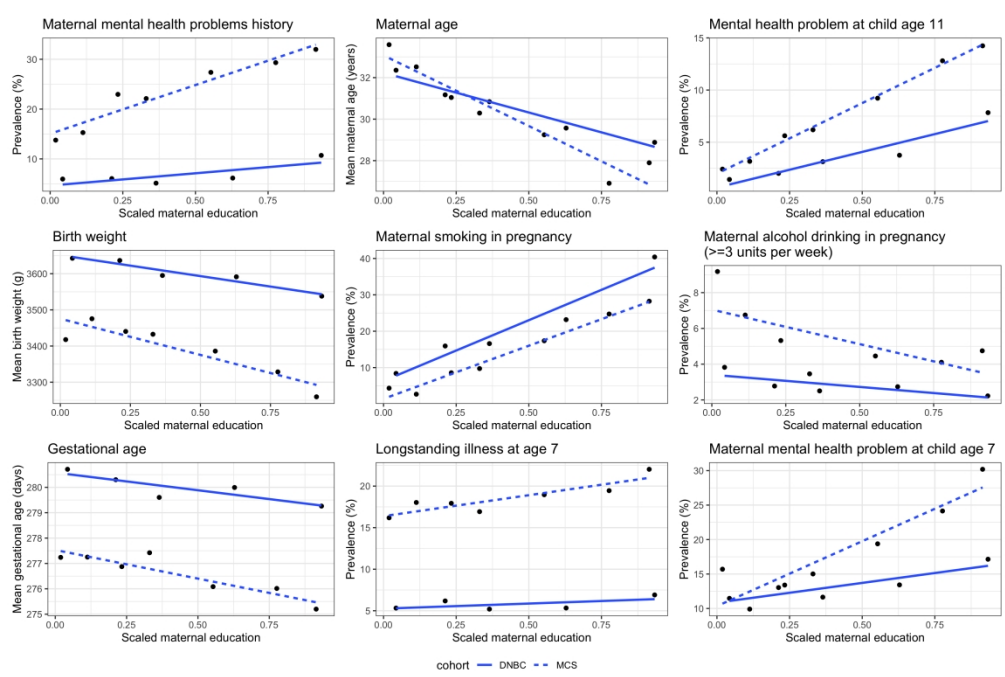 Maternal mental health problems history
Prevalence (%)
30
20
10
0.00 0.25 0.50 0.75
Scaled maternal education
Maternal age
Mean maternal age (years)
32
30
28
0.00 0.25 0.50 0.75
Scaled maternal education
Mental health problem at child age 11
Prevalence (%)
15
10
5
0.00 0.25 0.50 0.75
Scaled maternal education
Birth weight
Mean birth weight (g)
3600
3500
3400
3300
0.00 0.25 0.50 0.75
Scaled maternal education
Maternal smoking in pregnancy
Prevalence (%)
40
30
20
10
0.00 0.25 0.50 0.75
Scaled maternal education
Maternal alcohol drinking in pregnancy
(>=3 units per week)
Prevalence (%)
8
6
4
2
0.00 0.25 0.50 0.75
Scaled maternal education
Gestational age
Mean gestational age (days)
280
279
278
277
276
275
0.00 0.25 0.50 0.75
Scaled maternal education
Longstanding illness at age 7
Prevalence (%)
20
15
10
5
0.00 0.25 0.50 0.75
Scaled maternal education
Maternal mental health problem at child age 7
Prevalence (%)
30
25
20
15
10
0.00 0.25 0.50 0.75
Scaled maternal education
cohort DNBC MCS